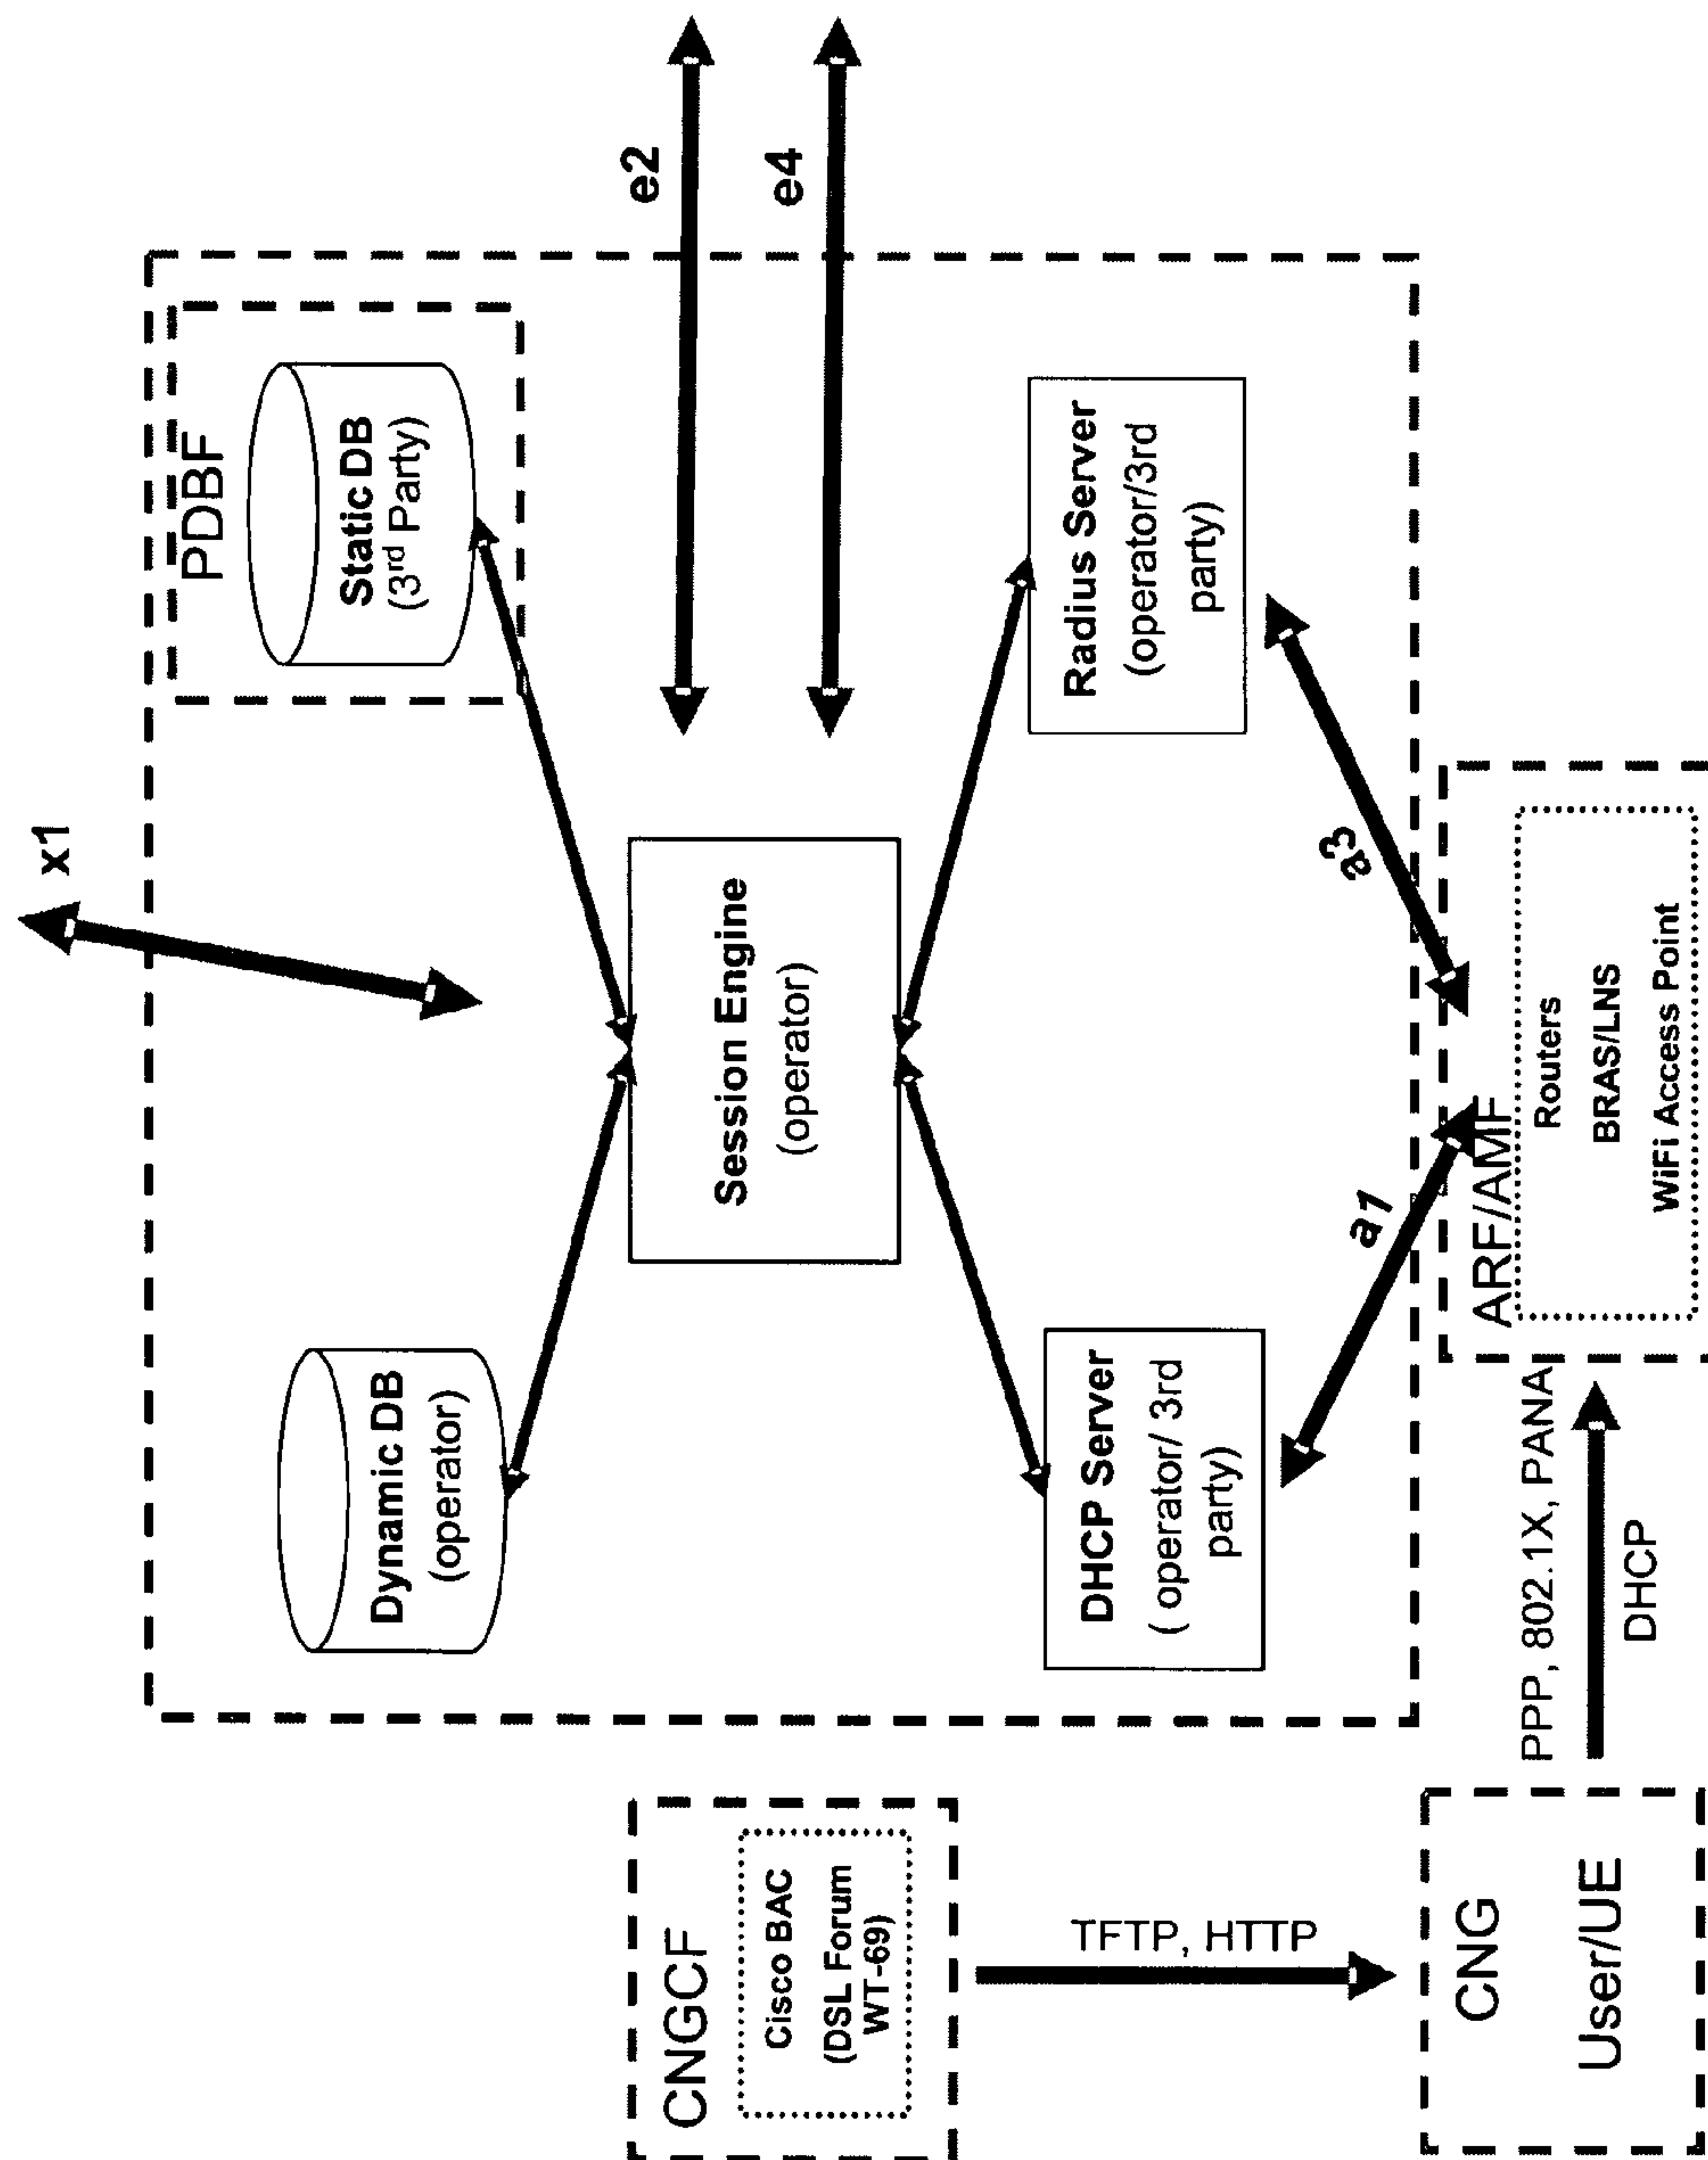 x1
PDBF
Static DB
(3rd Party)
Dynamic DB
(operator)
e2
e4
Session Engine
(operator)
CNGCF
Cisco BAC
(DSL Forum
WT-69)
DHCP Server
( operator/ 3rd
party)
Radius Server
(operator/3rd
party)
TFTP, HTTP
a1
a3
ARF/AMF
Routers
BRAS/LNS
WiFi Access Point
CNG
User/UE
PPP, 802.1X, PANA
DHCP